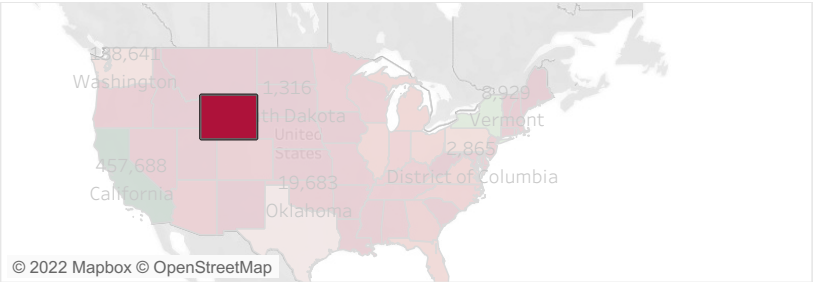 138,641
Washington
1,316
th Dakota
United
States
8,929
Vermont
2,865
District of Columbia
457,688
California
19,683
Oklahoma
© 2022 Mapbox © OpenStreetMap